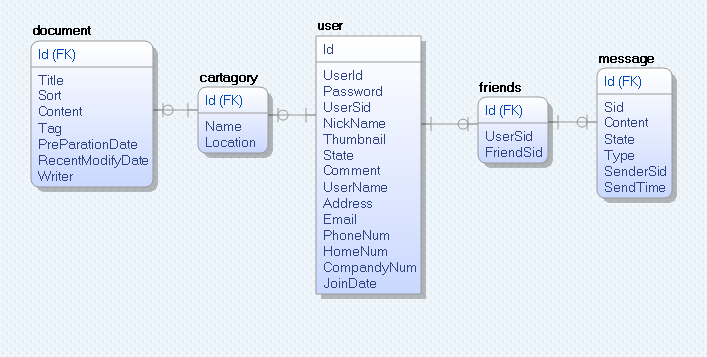 document
Id (FK)
Title
Sort
Content
Tag
PreParationDate
RecentModifyDate
Writer
cartagory
Id (FK)
Name
Location
user
Id
UserId
Password
UserSid
NickName
Thumbnail
State
Comment
UserName
Address
Email
PhoneNum
HomeNum
CompandyNum
JoinDate
friends
Id (FK)
UserSid
FriendSid
message
Id (FK)
Sid
Content
State
Type
SenderSid
SendTime